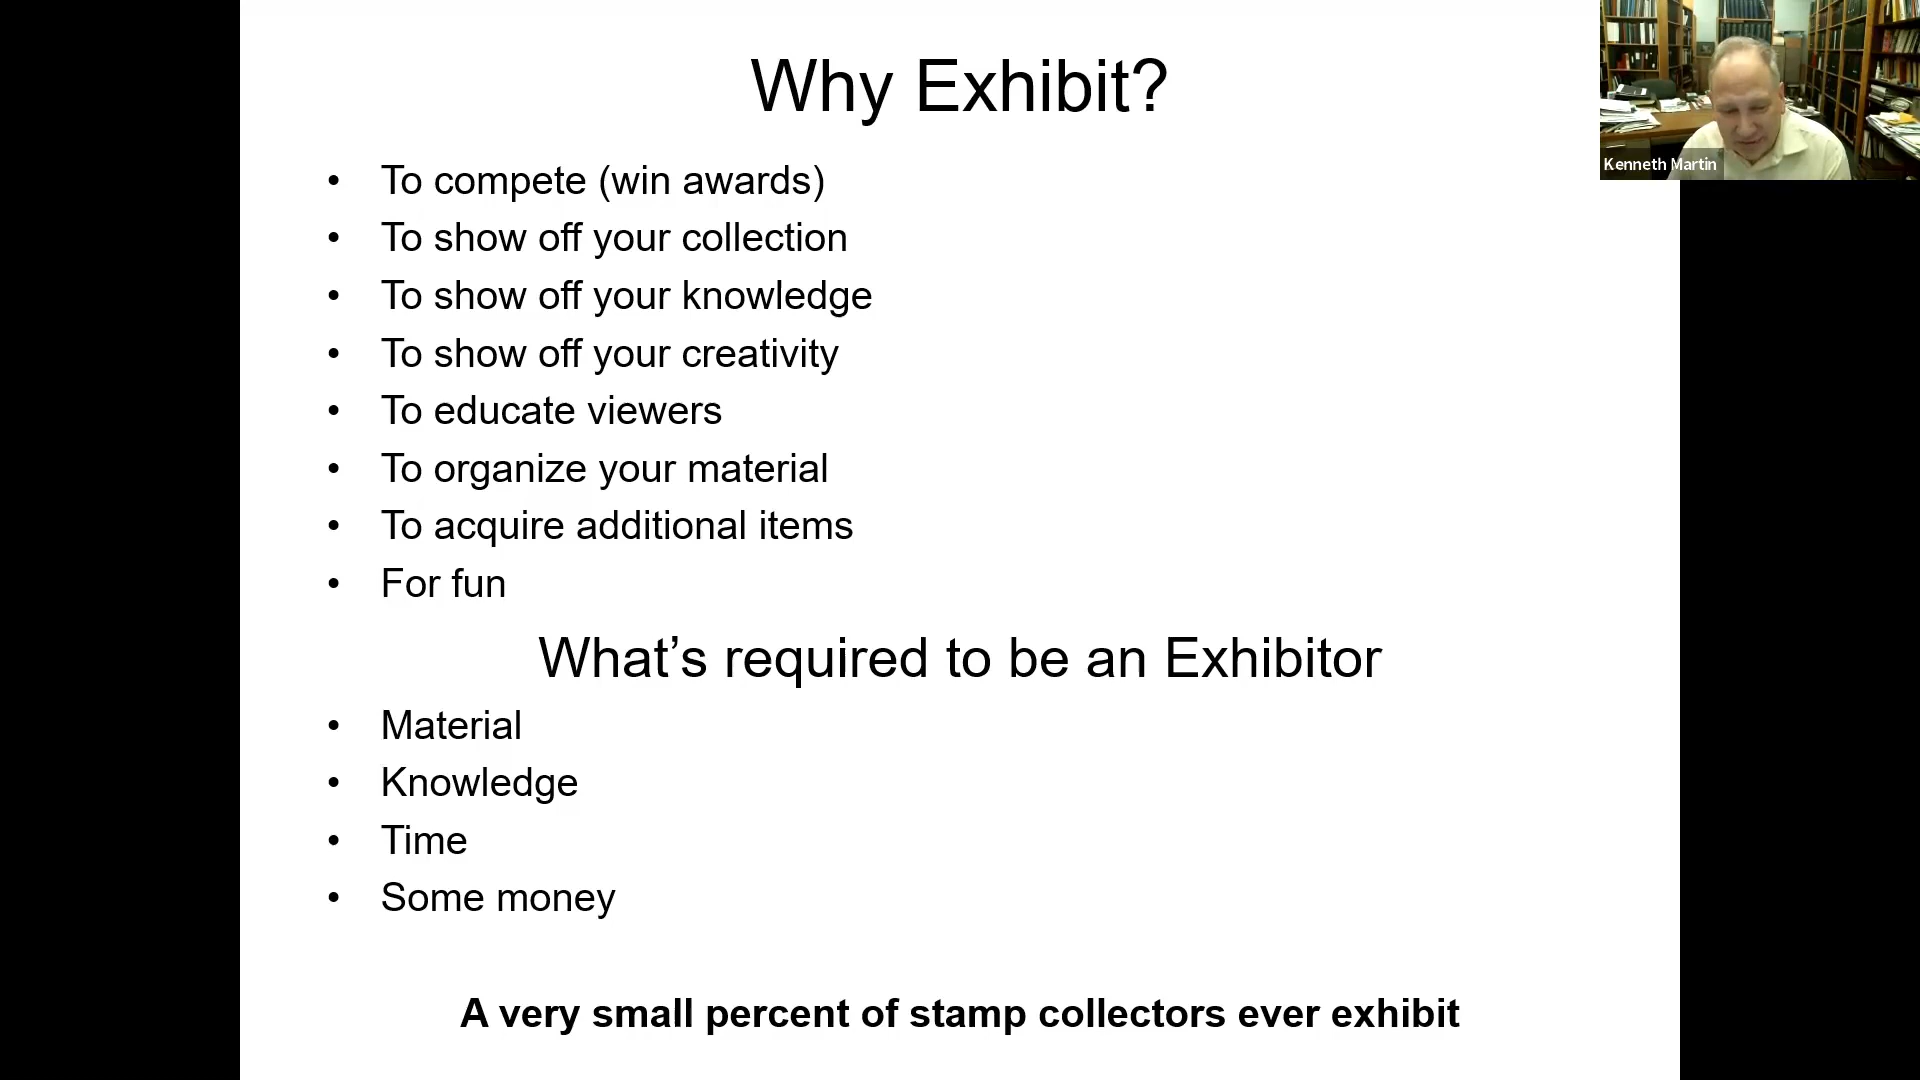 Why Exhibit?
• To compete (win awards)
• To show off your collection
• To show off your knowledge
• To show off your creativity
• To educate viewers
• To organize your material
• To acquire additional items
• For fun
What’s required to be an Exhibitor
• Material
• Knowledge
• Time
• Some money
A very small percent of stamp collectors ever exhibit
Kenneth Martin